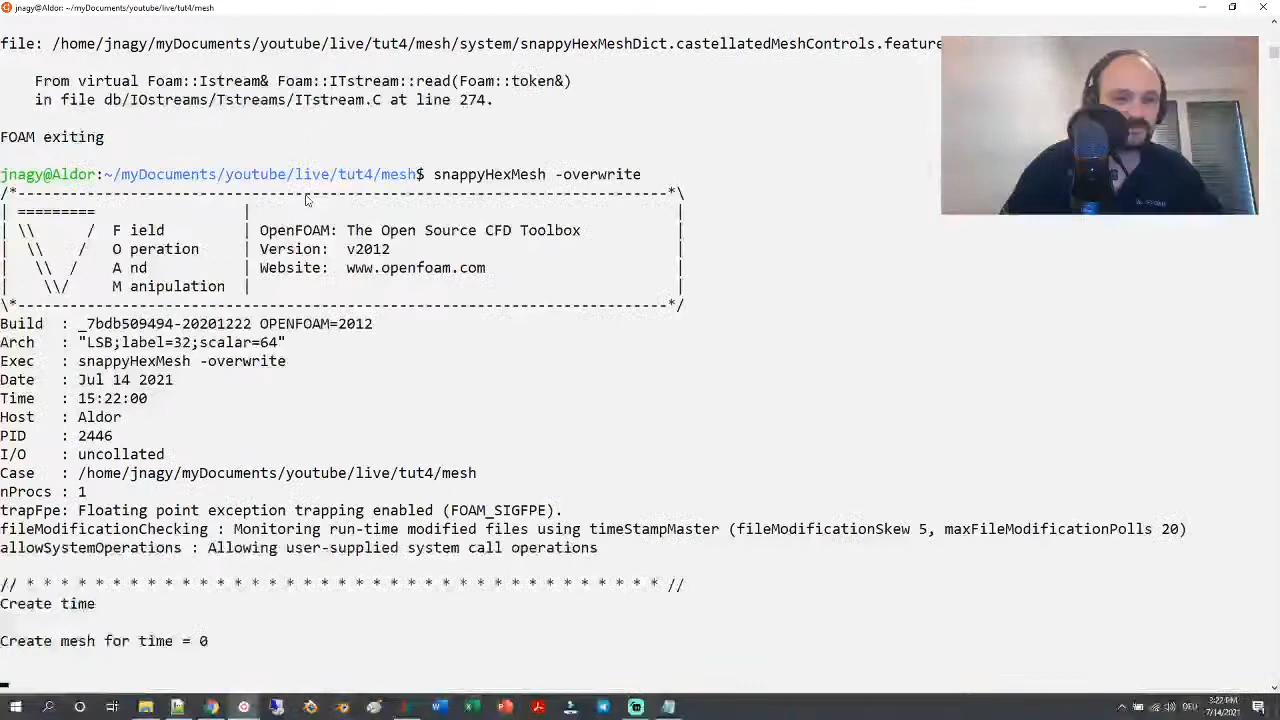 jnagy@Aldor: ~/myDocuments/youtube/live/tut4/mesh
file: /home/jnagy/myDocuments/youtube/live/tut4/mesh/system/snappyHexMeshDict.castellatedMeshControls.feature
From virtual Foam::Istream& Foam::ITstream::read(Foam::token&)
in file db/IOstreams/Tstreams/ITstream.C at line 274.
FOAM exiting
jnagy@Aldor:~/myDocuments/youtube/live/tut4/mesh$ snappyHexMesh -overwrite
/*---------------------------------------------------------------------------*\
| =========                 |                                                 |
| \\      /  F ield         | OpenFOAM: The Open Source CFD Toolbox           |
|  \\    /   O peration     | Version:  v2012                                 |
|   \\  /    A nd           | Website:  www.openfoam.com                      |
|    \\/     M anipulation  |                                                 |
\*---------------------------------------------------------------------------*/
Build  : _7bdb509494-20201222 OPENFOAM=2012
Arch   : "LSB;label=32;scalar=64"
Exec   : snappyHexMesh -overwrite
Date   : Jul 14 2021
Time   : 15:22:00
Host   : Aldor
PID    : 2446
I/O    : uncollated
Case   : /home/jnagy/myDocuments/youtube/live/tut4/mesh
nProcs : 1
trapFpe: Floating point exception trapping enabled (FOAM_SIGFPE).
fileModificationChecking : Monitoring run-time modified files using timeStampMaster (fileModificationSkew 5, maxFileModificationPolls 20)
allowSystemOperations : Allowing user-supplied system call operations
// * * * * * * * * * * * * * * * * * * * * * * * * * * * * * * * * * * * * * //
Create time
Create mesh for time = 0
DEU
3:22 PM
7/14/2021